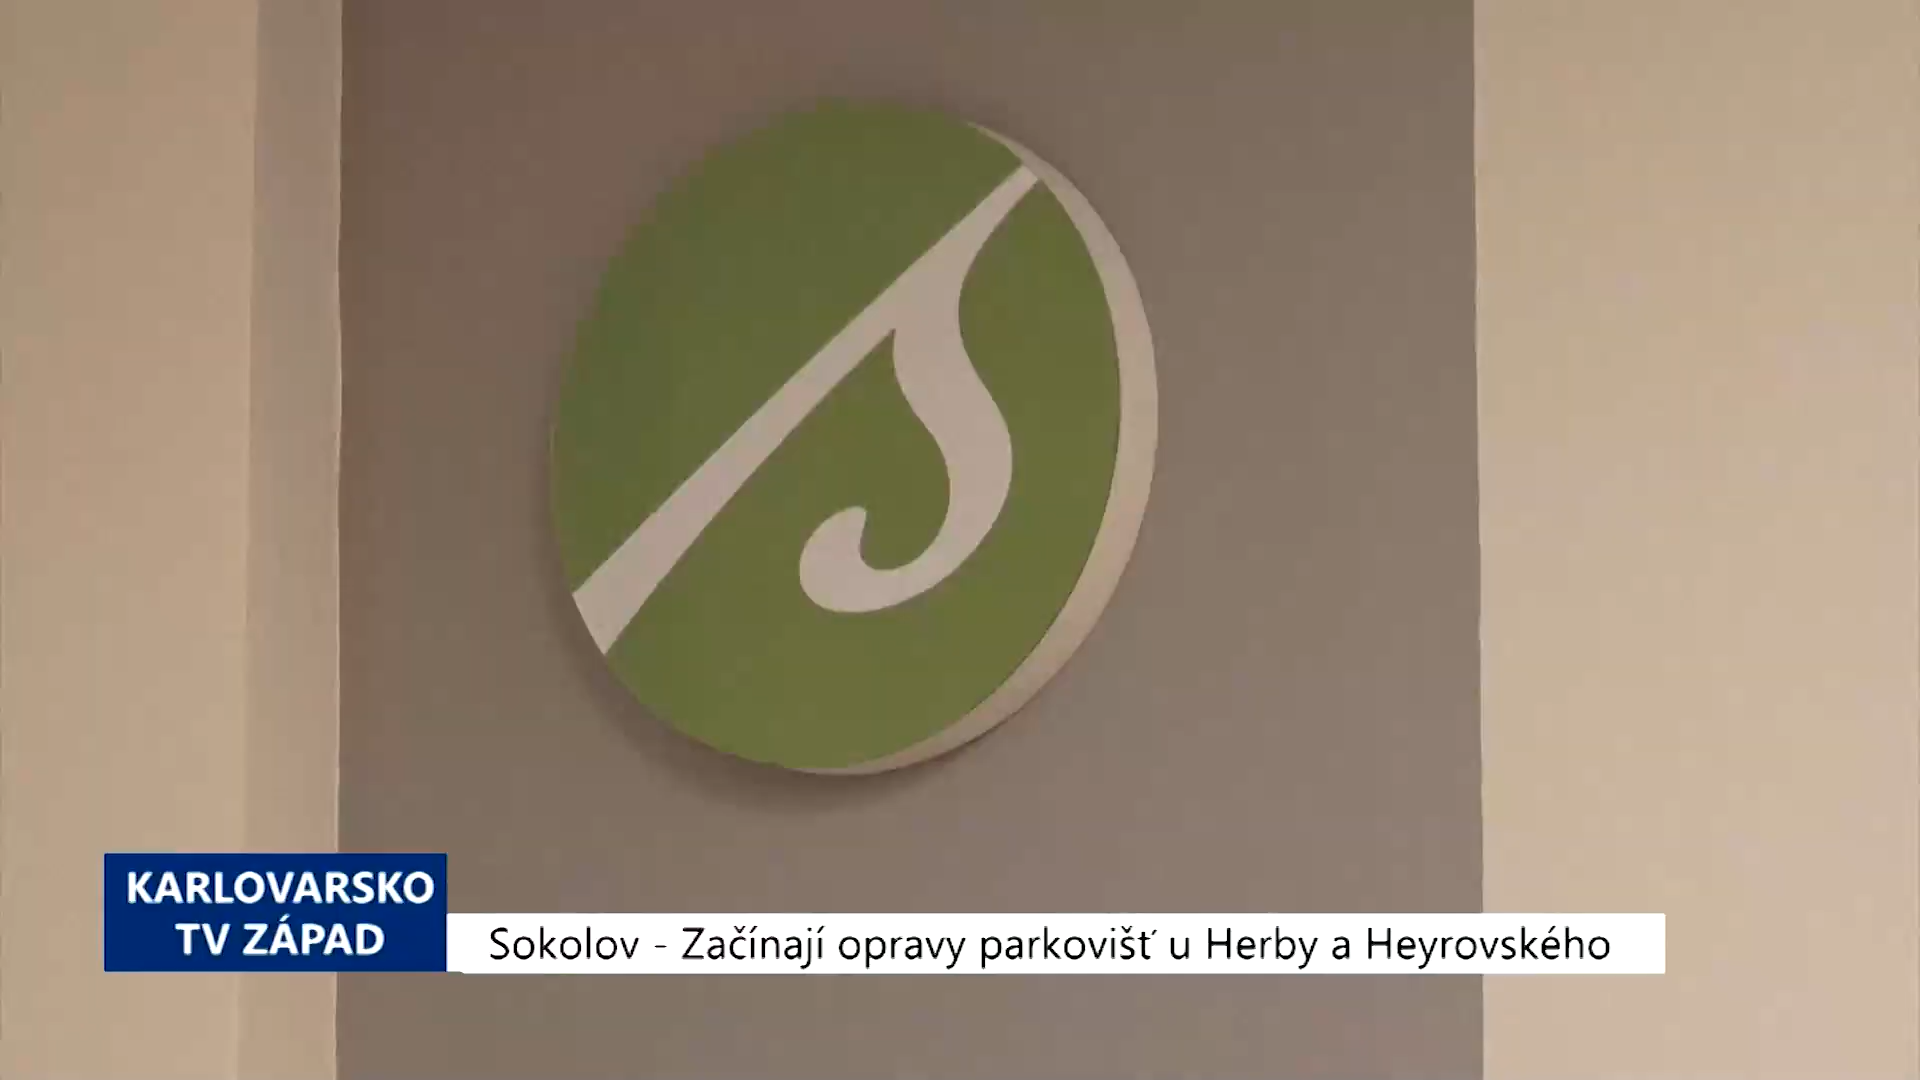 KARLOVARSKO
TV ZÁPAD
Sokolov - Začínají opravy parkovišť u Herby a Heyrovského